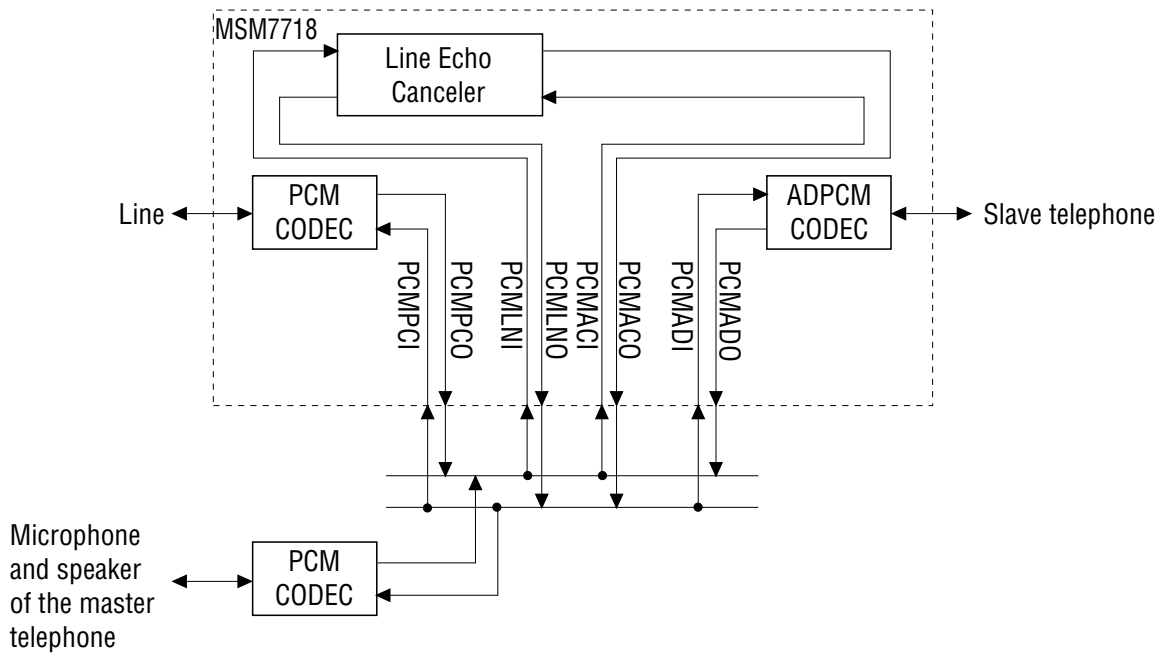 MSM7718
Line Echo
Canceler
Line
PCM
CODEC
ADPCM
CODEC
Slave telephone
PCMPCI
PCMPCO
PCMLNI
PCMLNO
PCMACI
PCMACO
PCMADI
PCMADO
Microphone
and speaker
of the master
telephone
PCM
CODEC